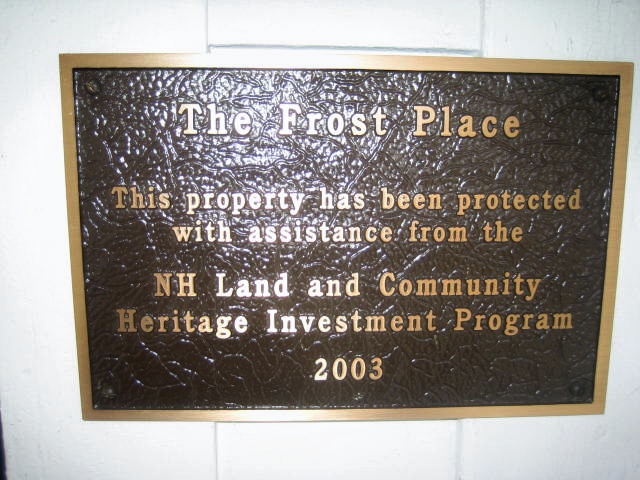 The Frost Place
This property has been protected
with assistance from the
NH Land and Community
Heritage Investment Program
2003